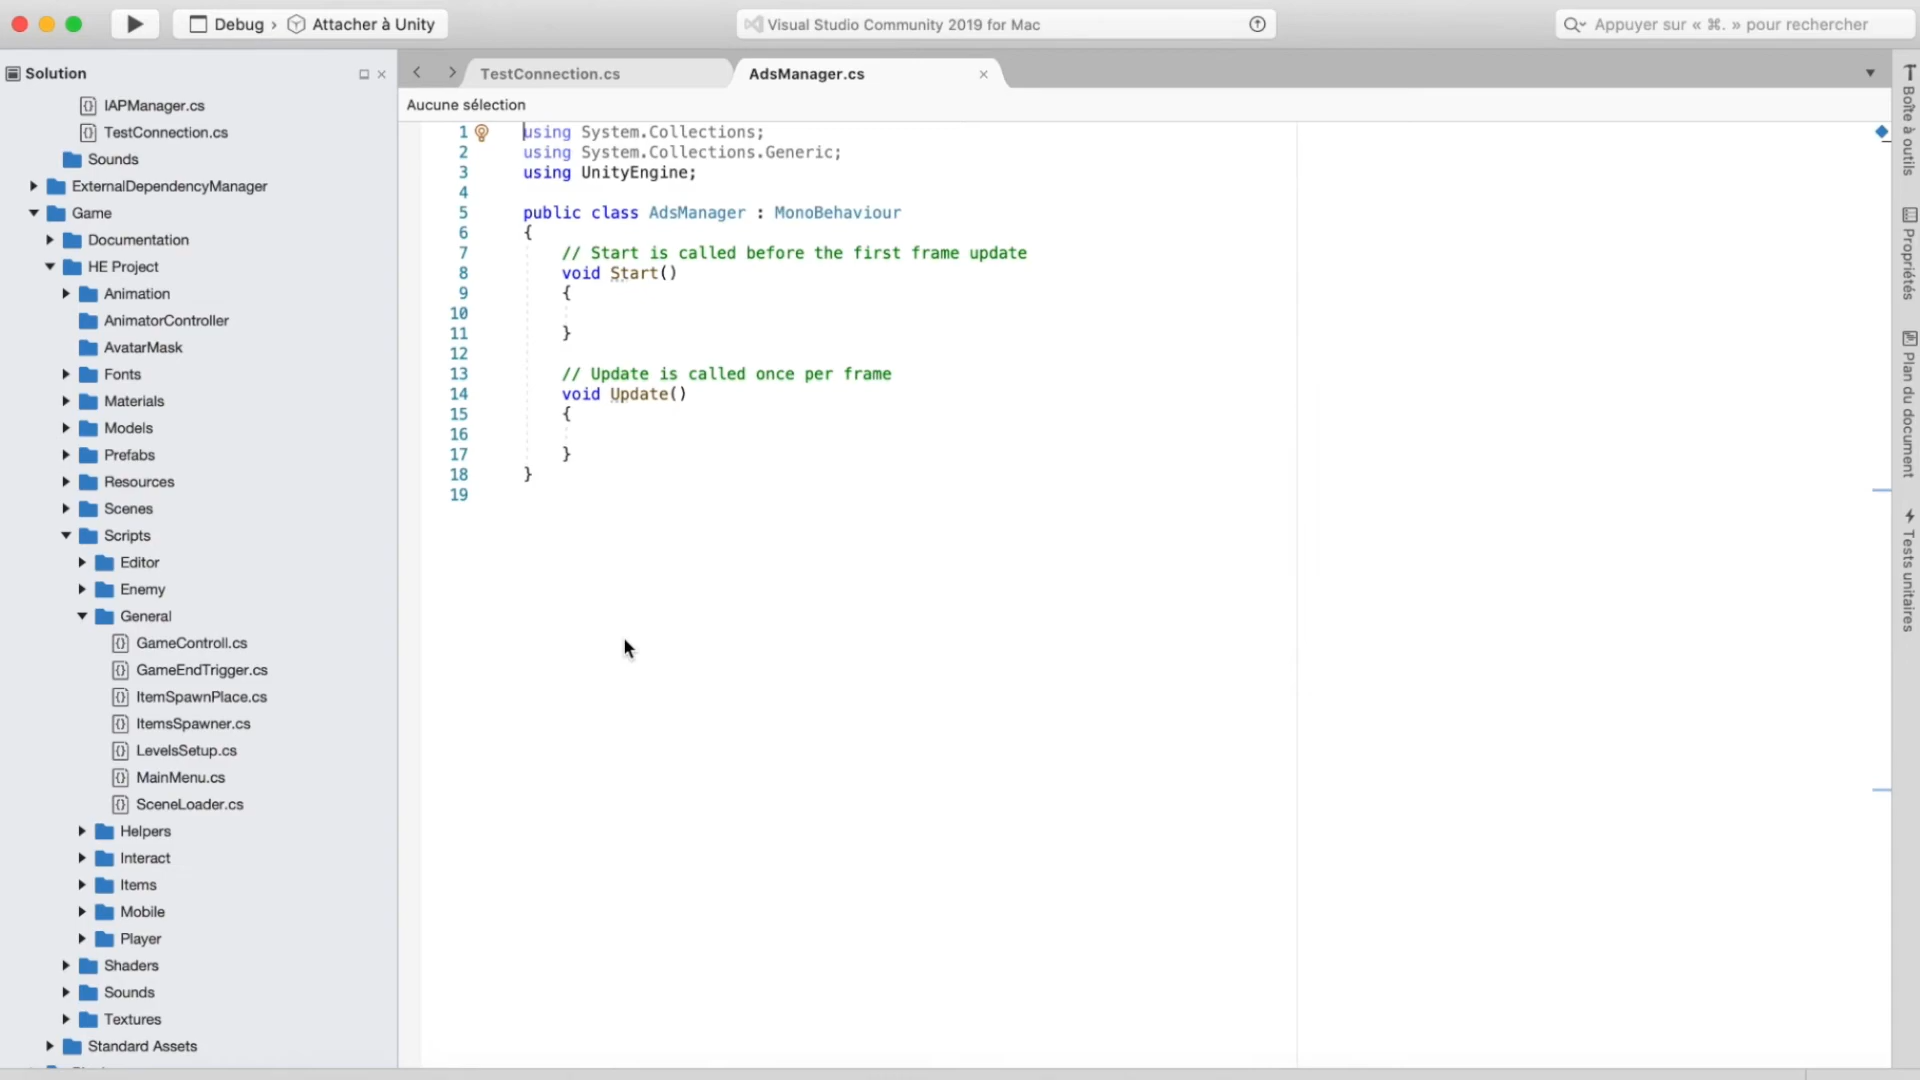 Debug › Attacher à Unity
Visual Studio Community 2019 for Mac
Appuyer sur « ⌘. » pour rechercher
Solution
IAPManager.cs
TestConnection.cs
Sounds
ExternalDependencyManager
Game
Documentation
HE Project
Animation
AnimatorController
AvatarMask
Fonts
Materials
Models
Prefabs
Resources
Scenes
Scripts
Editor
Enemy
General
GameControll.cs
GameEndTrigger.cs
ItemSpawnPlace.cs
ItemsSpawner.cs
LevelsSetup.cs
MainMenu.cs
SceneLoader.cs
Helpers
Interact
Items
Mobile
Player
Shaders
Sounds
Textures
Standard Assets
TestConnection.cs
AdsManager.cs
Aucune sélection
1 using System.Collections;
2 using System.Collections.Generic;
3 using UnityEngine;
4
5 public class AdsManager : MonoBehaviour
6 {
7 // Start is called before the first frame update
8 void Start()
9 {
10
11 }
12
13 // Update is called once per frame
14 void Update()
15 {
16
17 }
18 }
19
Boîte à outils
Propriétés
Plan du document
Tests unitaires